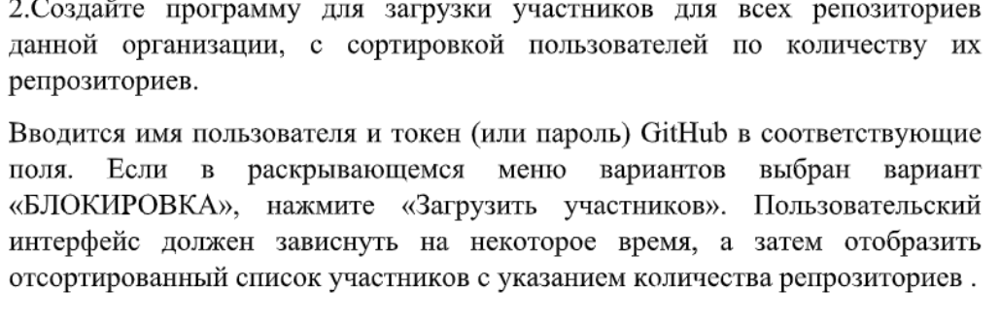 2.Создайте программу для загрузки участников для всех репозиториев
данной организации, с сортировкой пользователей по количеству их
репрозиториев.
Вводится имя пользователя и токен (или пароль) GitHub в соответствующие
поля. Если в раскрывающемся меню вариантов выбран вариант
«БЛОКИРОВКА», нажмите «Загрузить участников». Пользовательский
интерфейс должен зависнуть на некоторое время, а затем отобразить
отсортированный список участников с указанием количества репрозиториев .